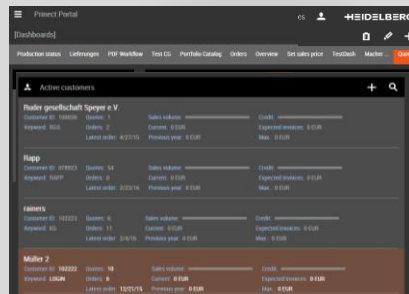 Prinect Portal
es
HEIDELBERG
[Dashboards]
Production status Lieferungen PDF Workflow Test CG Portfolio Catalog Orders Overview Set sales price TestDash Macher ...
Active customers
Ruder gesellschaft Speyer e.V.
Customer ID: Quotes: 1 Sales volume: Credit:
Keyword: RGS Orders: 2 Current: 0 EUR Expected invoices: 0 EUR
Latest order: 4/27/15 Previous year: 0 EUR Max.: 0 EUR
Rapp
Customer ID: Quotes: 54 Sales volume: Credit:
Keyword: RAPP Orders: 6 Current: 0 EUR Expected invoices: 0 EUR
Latest order: 2/23/16 Previous year: 0 EUR Max.: 0 EUR
rainers
Customer ID: Quotes: 6 Sales volume: Credit:
Keyword: KG Orders: 11 Current: 0 EUR Expected invoices: 0 EUR
Latest order: 2/4/16 Previous year: 0 EUR Max.: 0 EUR
Müller 2
Customer ID: 102222 Quotes: 10 Sales volume: Credit:
Keyword: LOGIN Orders: 6 Current: 0 EUR Expected invoices: 0 EUR
Latest order: 12/21/15 Previous year: 0 EUR Max.: 0 EUR